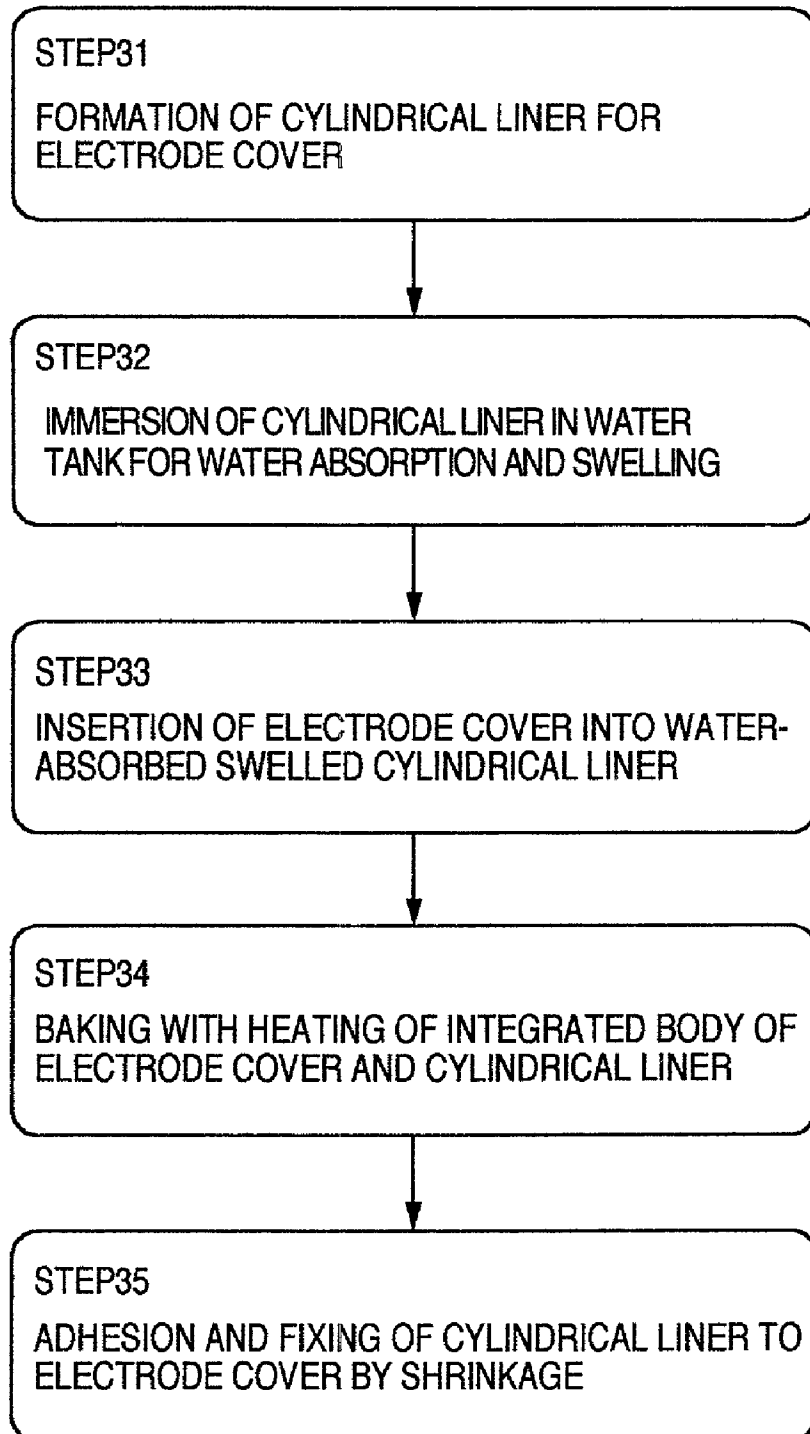 STEP31
FORMATION OF CYLINDRICAL LINER FOR
ELECTRODE COVER
STEP32
IMMERSION OF CYLINDRICAL LINER IN WATER
TANK FOR WATER ABSORPTION AND SWELLING
STEP33
INSERTION OF ELECTRODE COVER INTO WATER-
ABSORBED SWELLED CYLINDRICAL LINER
STEP34
BAKING WITH HEATING OF INTEGRATED BODY OF
ELECTRODE COVER AND CYLINDRICAL LINER
STEP35
ADHESION AND FIXING OF CYLINDRICAL LINER TO
ELECTRODE COVER BY SHRINKAGE